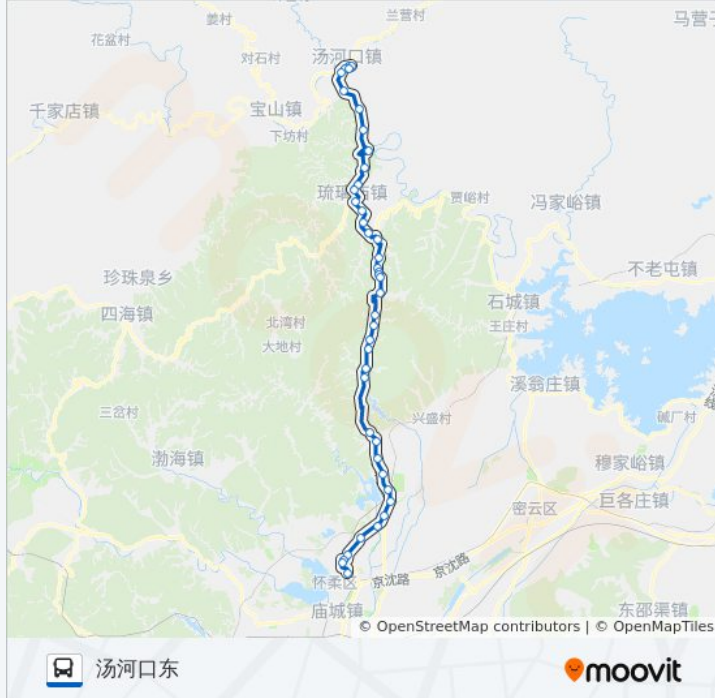 兰营村
姜村
马营子
花盆村
汤河口镇
对石村
千家店镇
宝山镇
下坊村
琉璃庙镇
贾峪村
冯家峪镇
不老屯镇
珍珠泉乡
石城镇
四海镇
北湾村
王庄村
大地村
溪翁庄镇
三岔村
兴盛村
碱厂村
渤海镇
穆家峪镇
巨各庄镇
密云区
京沈路
京沈路
怀柔区
庙城镇
东邵渠镇
© OpenStreetMap contributors | © OpenMapTiles
汤河口东
moovit